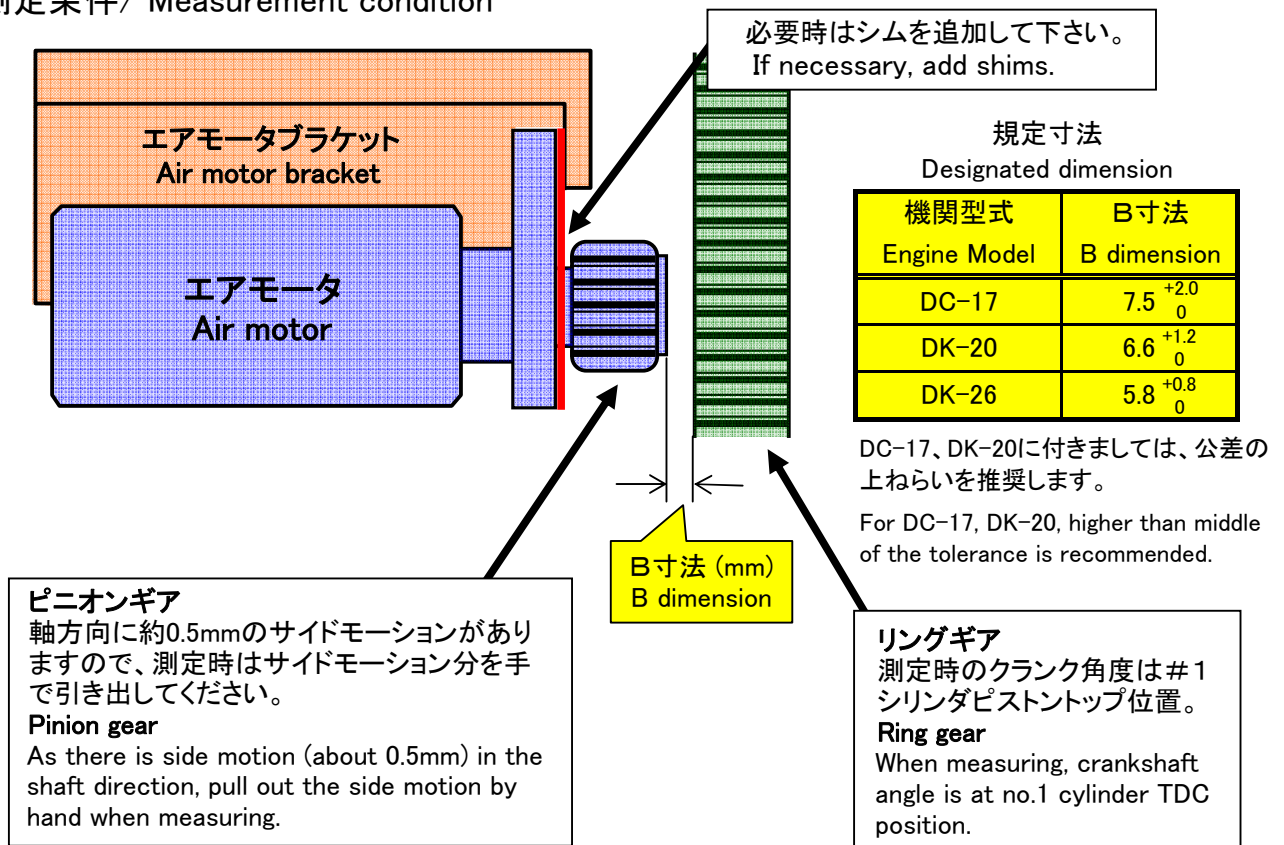 測定条件/ Measurement condition
必要時はシムを追加して下さい。
If necessary, add shims.
エアモータブラケット
Air motor bracket
エアモータ
Air motor
規定寸法
Designated dimension
機関型式 B寸法
Engine Model B dimension
DC-17 7.5 +2.0 0
DK-20 6.6 +1.2 0
DK-26 5.8 +0.8 0
DC-17、DK-20に付きましては、公差の
上ねらいを推奨します。
For DC-17, DK-20, higher than middle
of the tolerance is recommended.
B寸法 (mm)
B dimension
ピニオンギア
軸方向に約0.5mmのサイドモーションがあり
ますので、測定時はサイドモーション分を手
で引き出してください。
Pinion gear
As there is side motion (about 0.5mm) in the
shaft direction, pull out the side motion by
hand when measuring.
リングギア
測定時のクランク角度は#1
シリンダピストントップ位置。
Ring gear
When measuring, crankshaft
angle is at no.1 cylinder TDC
position.